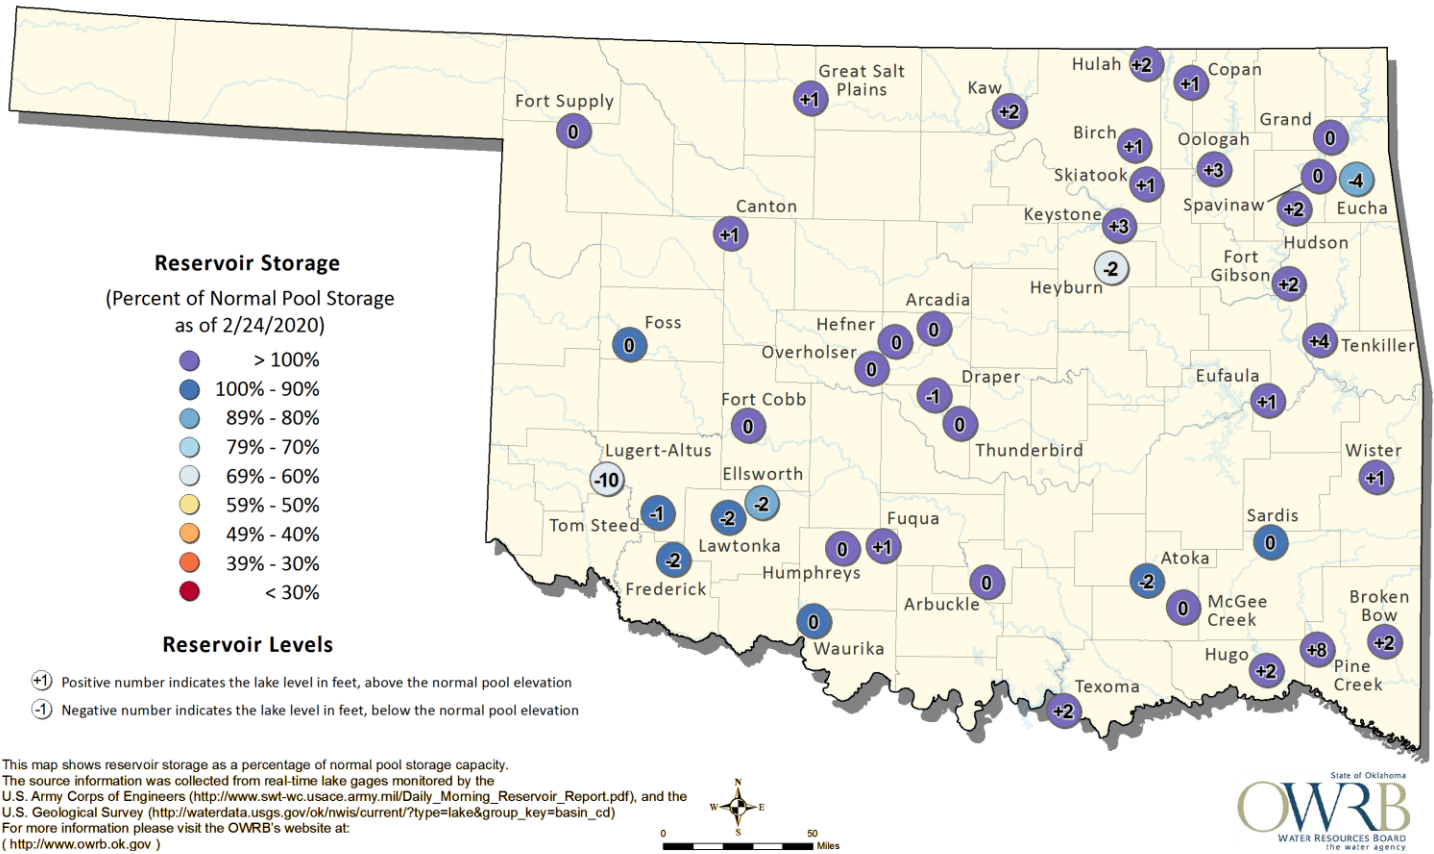 Hulah
+2
Copan
+1
Great Salt
Plains
+1
Kaw
+2
Fort Supply
0
Grand
0
Birch
+1
Oologah
+3
Skiatook
+1
0
-4
Spavinaw
+2
Eucha
Canton
+1
Keystone
+3
Hudson
Fort
Gibson
+2
-2
Heyburn
Arcadia
0
Hefner
0
Overholser
0
Foss
0
+4
Tenkiller
Draper
-1
Eufaula
+1
Fort Cobb
0
0
Thunderbird
Lugert-Altus
-10
Ellsworth
-2
Wister
+1
Tom Steed
-1
-2
Lawtonka
Fuqua
+1
Sardis
0
0
Humphreys
-2
Frederick
Atoka
-2
0
Arbuckle
0
McGee
Creek
Broken
Bow
+2
0
Waurika
Hugo
+2
+8
Pine
Creek
Texoma
+2
Reservoir Storage
(Percent of Normal Pool Storage
as of 2/24/2020)
> 100%
100% - 90%
89% - 80%
79% - 70%
69% - 60%
59% - 50%
49% - 40%
39% - 30%
< 30%
Reservoir Levels
+1 Positive number indicates the lake level in feet, above the normal pool elevation
-1 Negative number indicates the lake level in feet, below the normal pool elevation
This map shows reservoir storage as a percentage of normal pool storage capacity.
The source information was collected from real-time lake gages monitored by the
U.S. Army Corps of Engineers (http://www.swt-wc.usace.army.mil/Daily_Morning_Reservoir_Report.pdf), and the
U.S. Geological Survey (http://waterdata.usgs.gov/ok/nwis/current/?type=lake&group_key=basin_cd)
For more information please visit the OWRB's website at:
( http://www.owrb.ok.gov )
N
W E
S
0 50
Miles
State of Oklahoma
OWRB
WATER RESOURCES BOARD
the water agency